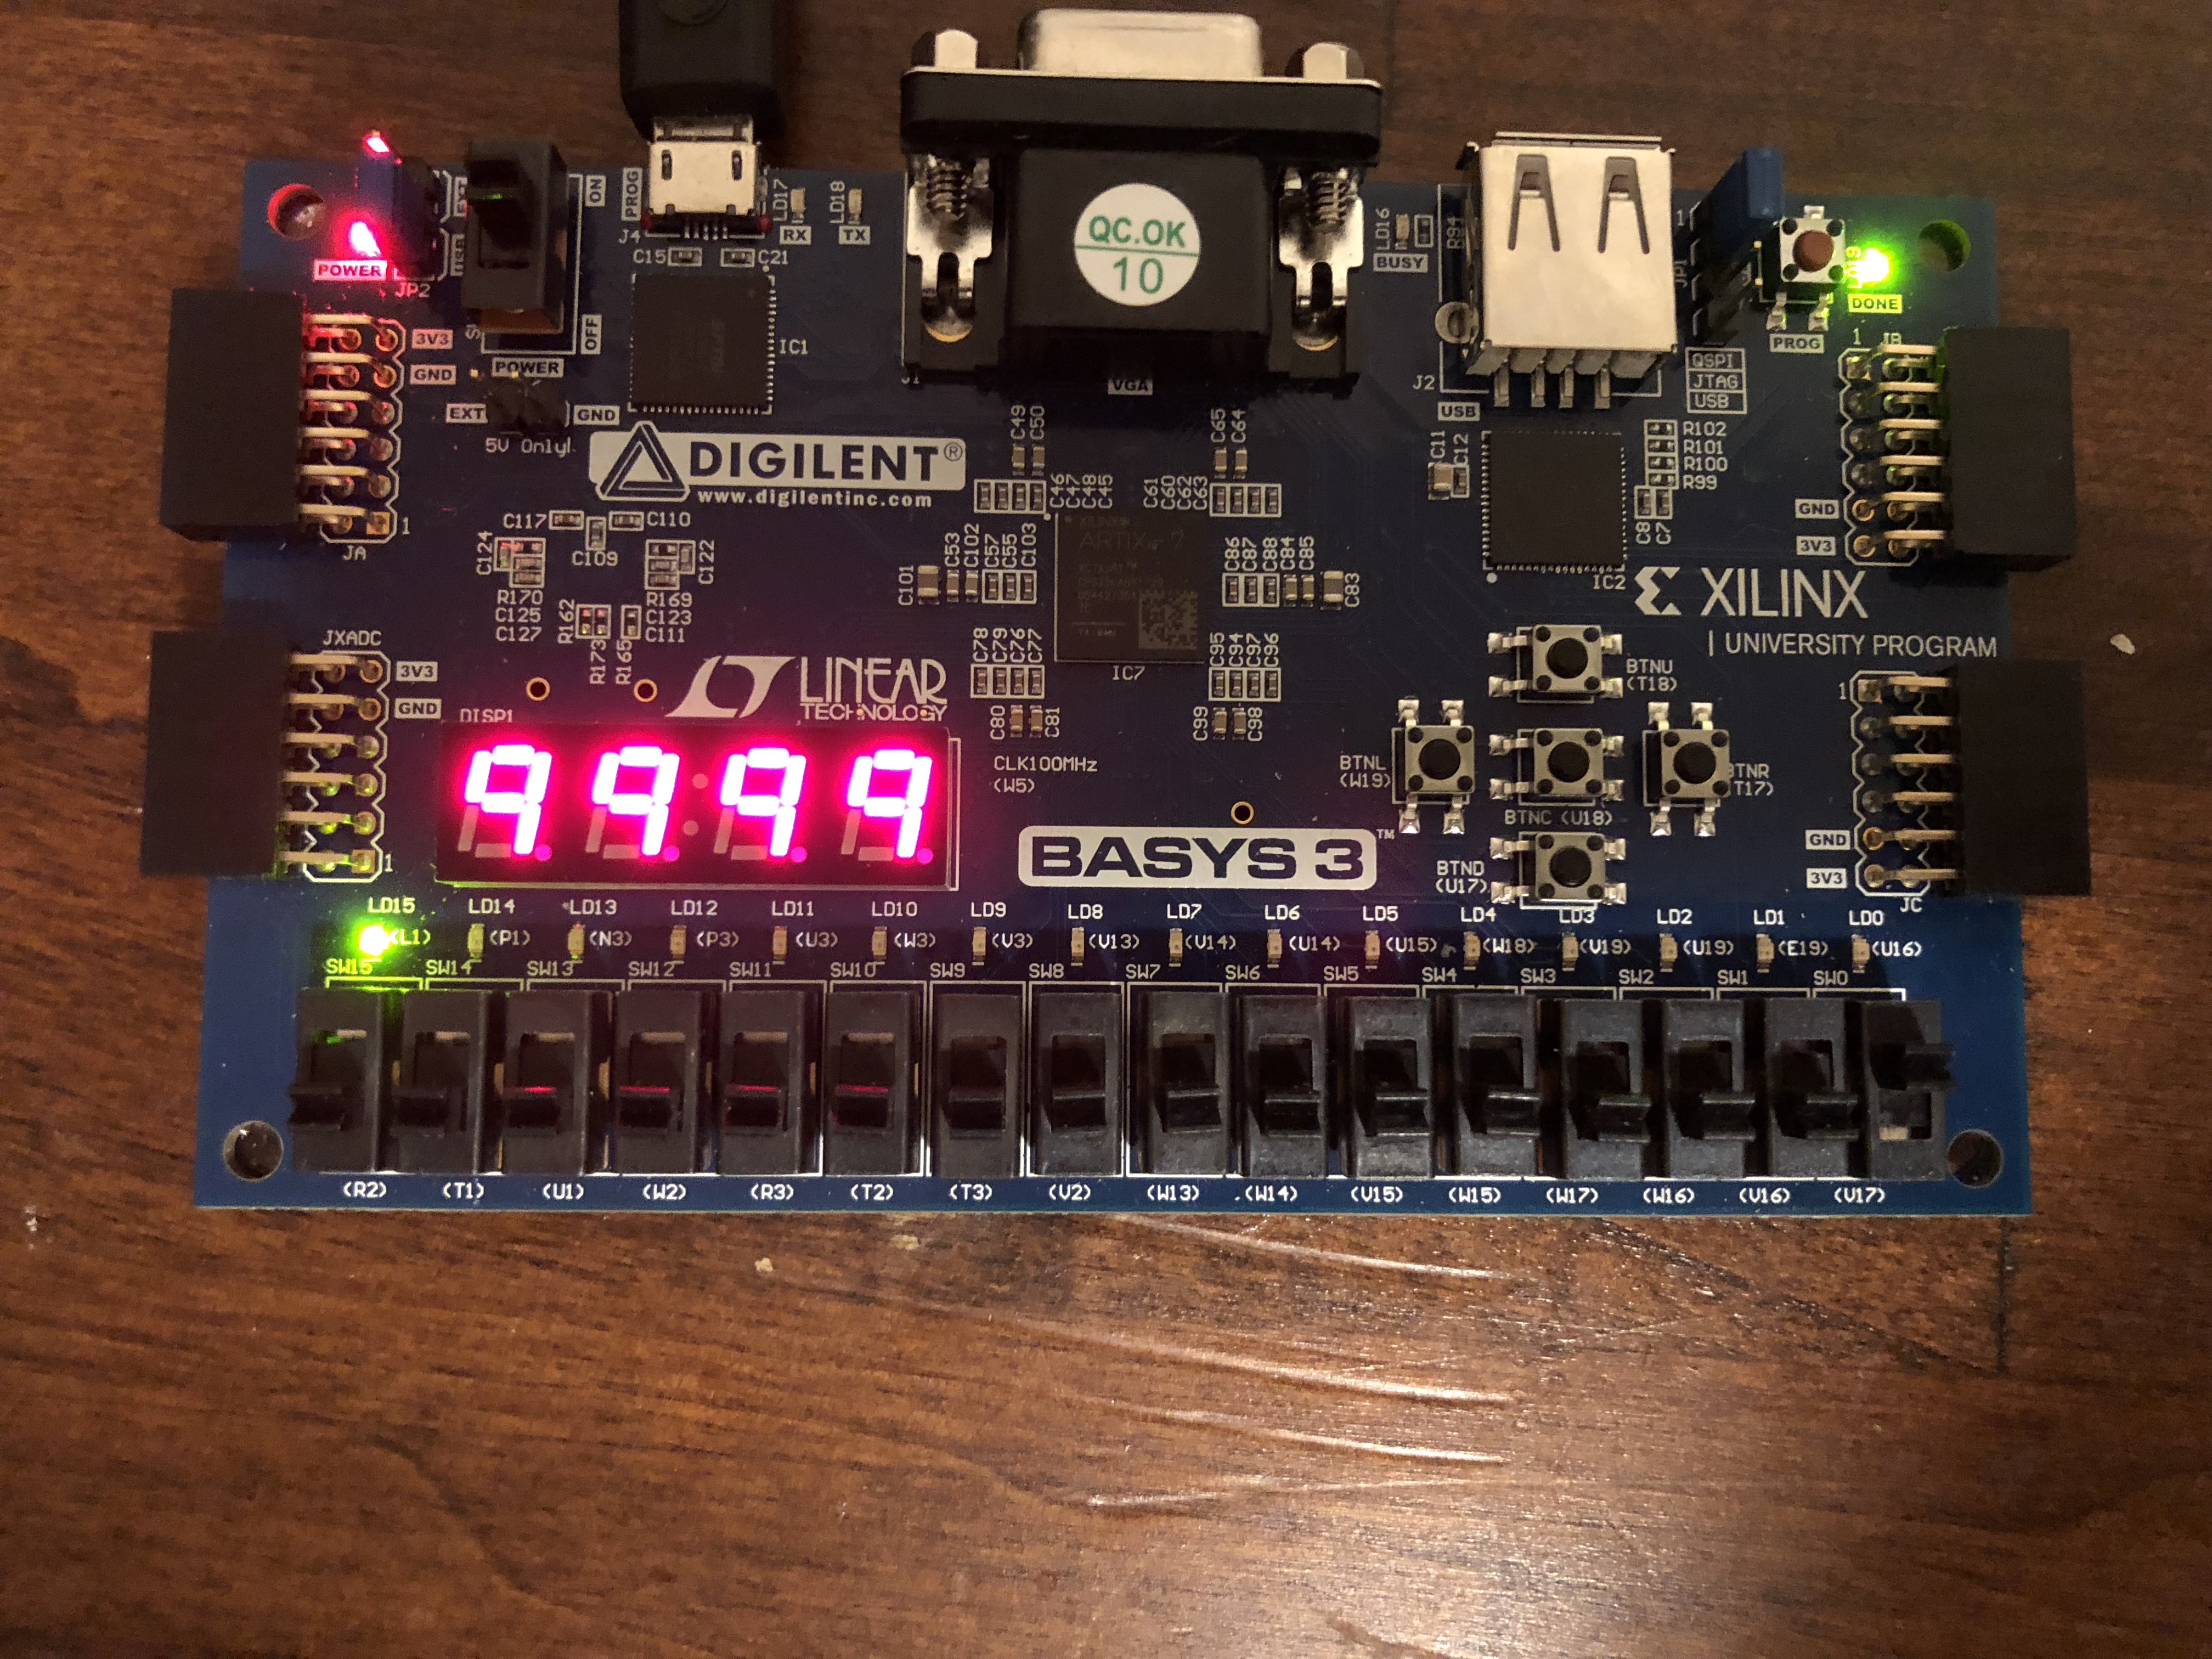 PROG
ON
LD17
LD18
QC.OK
10
LD16
R94
RX
TX
J4
BUSY
1
JP1
C15
C21
POWER
JP2
DONE
3V3
OFF
IC1
PROG
1
JB
GND
POWER
VGA
J2
QSPI
JTAG
USB
EXT
GND
USB
5V Only!
C49
C50
C65
C64
C11
C12
R102
R101
R100
R99
DIGILENT®
www.digilentinc.com
C46
C47
C48
C45
C61
C60
C62
C63
1
JA
C117
C110
C109
C124
C122
XILINX
ARTIX-7
C8
C7
GND
3V3
C101
C53
C102
C57
C55
C103
C86
C87
C88
C84
C85
C83
IC2
R170
C125
C127
R162
R173
R165
R169
C123
C111
XILINX
UNIVERSITY PROGRAM
JXADC
3V3
GND
C78
C79
C76
C77
IC7
C95
C94
C97
C96
LINEAR
TECHNOLOGY
C80
C81
C99
C98
BTNU
(T18)
1
DISP1
CLK100MHz
(W5)
BTNL
(W19)
BTNR
(T17)
9999
BTNC (U18)
BASYS 3™
BTND
(U17)
GND
3V3
1
JC
LD15
LD14
LD13
LD12
LD11
LD10
LD9
LD8
LD7
LD6
LD5
LD4
LD3
LD2
LD1
LD0
(L1)
(P1)
(N3)
(P3)
(U3)
(W3)
(V3)
(V13)
(V14)
(U14)
(U15)
(W18)
(V19)
(U19)
(E19)
(U16)
SW15
SW14
SW13
SW12
SW11
SW10
SW9
SW8
SW7
SW6
SW5
SW4
SW3
SW2
SW1
SW0
(R2)
(T1)
(U1)
(W2)
(R3)
(T2)
(T3)
(V2)
(W13)
(W14)
(V15)
(W15)
(W17)
(W16)
(V16)
(V17)